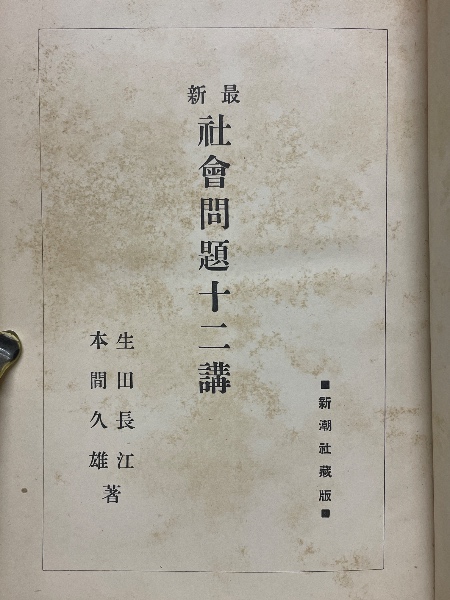 最新
社會問題十二講
生田長江
本間久雄
著
■新潮社藏版■